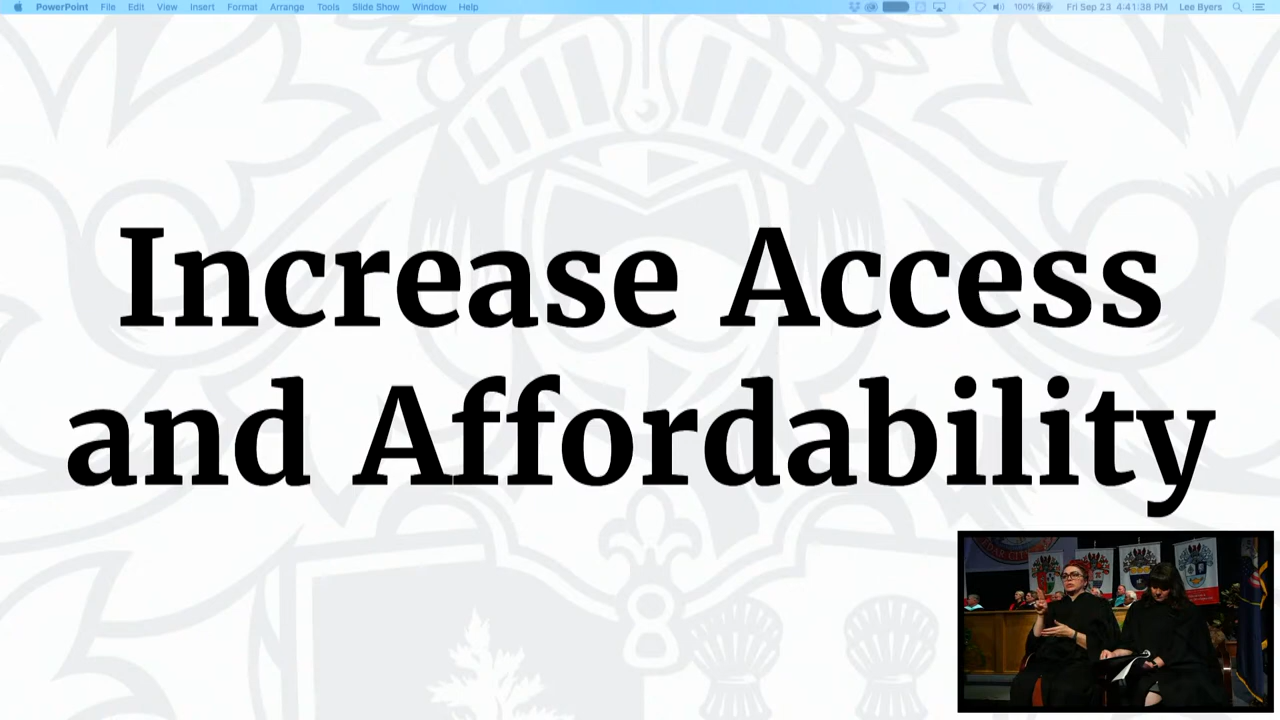 PowerPoint File Edit View Insert Format Arrange Tools Slide Show Window Help 100% Fri Sep 23 4:41:38 PM Lee Byers
Increase Access
and Affordability